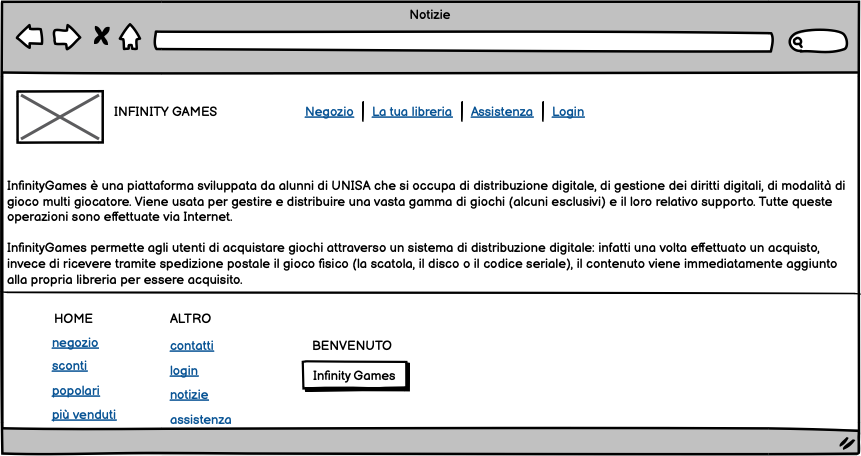 Notizie
INFINITY GAMES
Negozio
La tua libreria
Assistenza
Login
InfinityGames è una piattaforma sviluppata da alunni di UNISA che si occupa di distribuzione digitale, di gestione dei diritti digitali, di modalità di
gioco multi giocatore. Viene usata per gestire e distribuire una vasta gamma di giochi (alcuni esclusivi) e il loro relativo supporto. Tutte queste
operazioni sono effettuate via Internet.
InfinityGames permette agli utenti di acquistare giochi attraverso un sistema di distribuzione digitale: infatti una volta effettuato un acquisto,
invece di ricevere tramite spedizione postale il gioco fisico (la scatola, il disco o il codice seriale), il contenuto viene immediatamente aggiunto
alla propria libreria per essere acquisito.
HOME
negozio
sconti
popolari
più venduti
ALTRO
contatti
login
notizie
assistenza
BENVENUTO
Infinity Games